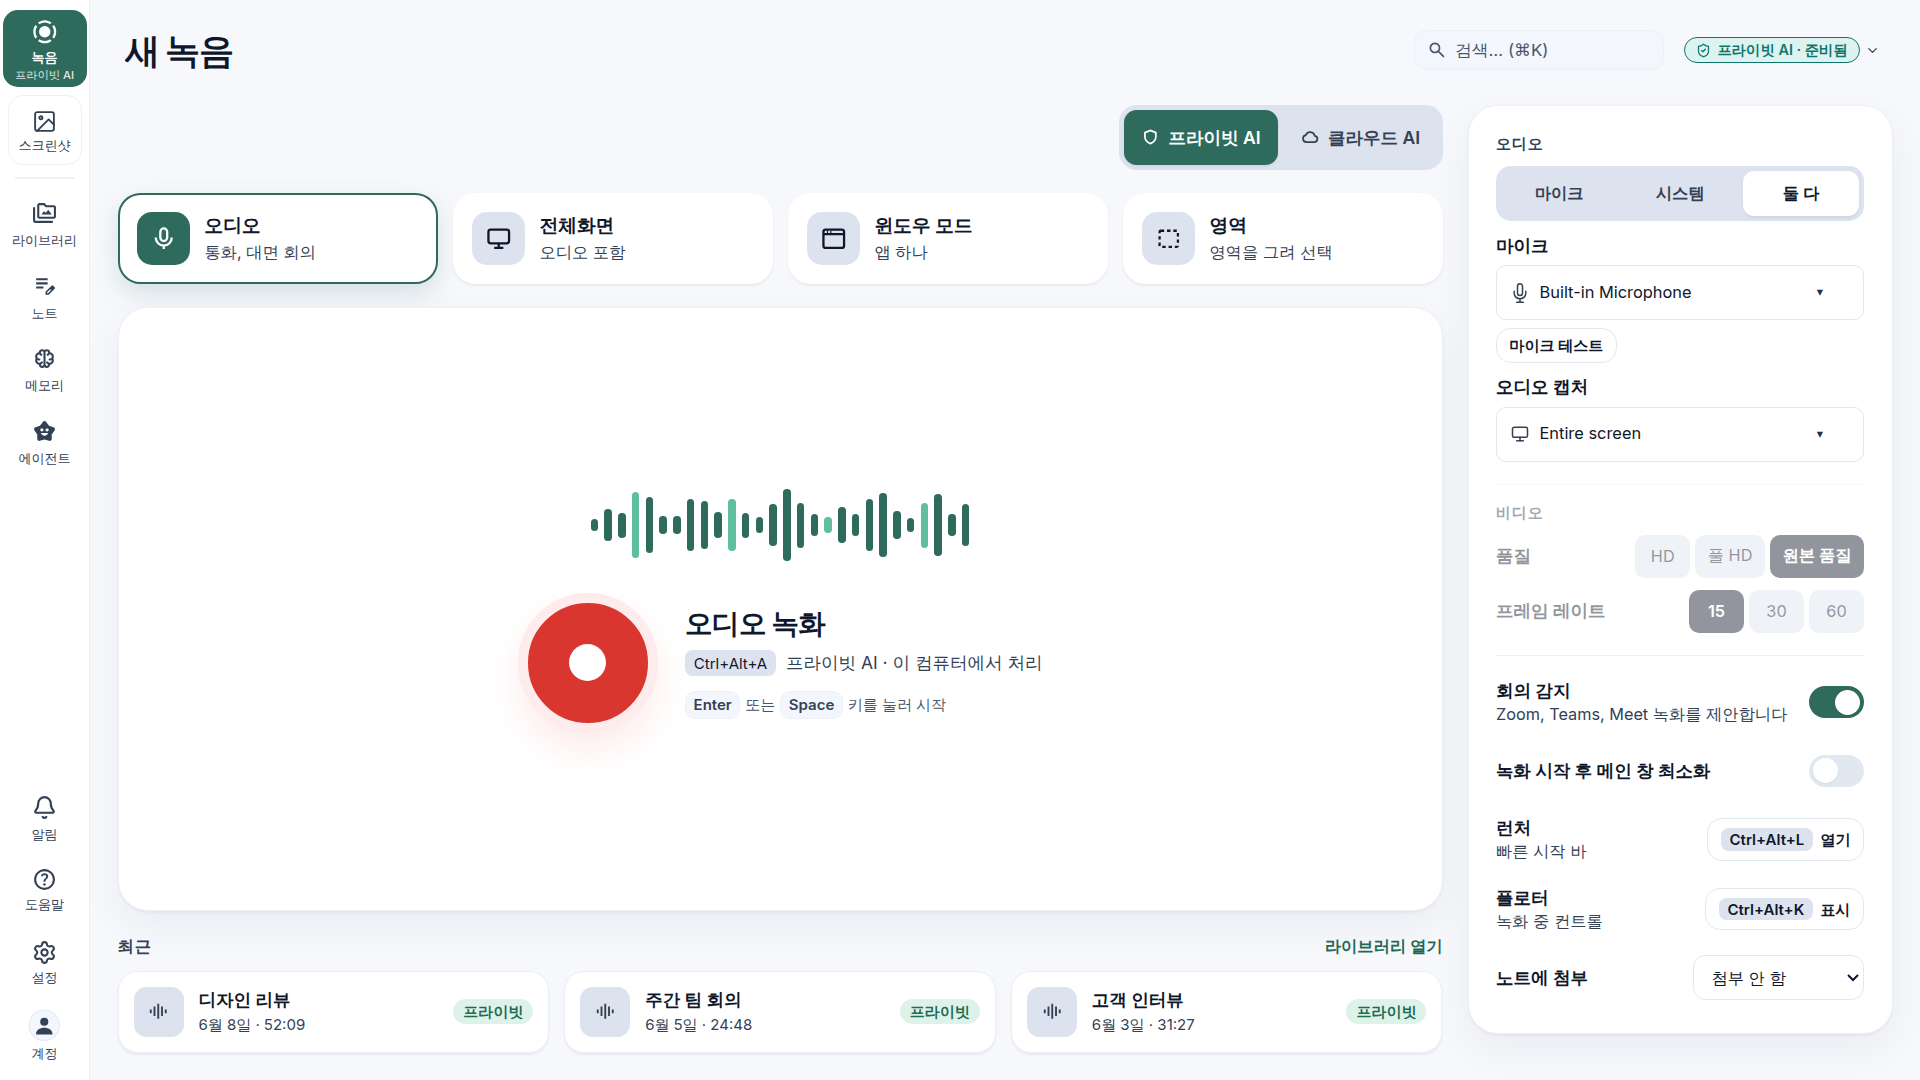 녹음
프라이빗 AI
스크린샷
라이브러리
노트
메모리
에이전트
알림
도움말
설정
계정
새 녹음
검색... (⌘K)
프라이빗 AI · 준비됨
프라이빗 AI
클라우드 AI
오디오
통화, 대면 회의
전체화면
오디오 포함
윈도우 모드
앱 하나
영역
영역을 그려 선택
오디오 녹화
Ctrl+Alt+A 프라이빗 AI · 이 컴퓨터에서 처리
Enter 또는 Space 키를 눌러 시작
최근
라이브러리 열기
디자인 리뷰
6월 8일 · 52:09
프라이빗
주간 팀 회의
6월 5일 · 24:48
프라이빗
고객 인터뷰
6월 3일 · 31:27
프라이빗
오디오
마이크 시스템 둘 다
마이크
Built-in Microphone
마이크 테스트
오디오 캡처
Entire screen
비디오
품질 HD 풀 HD 원본 품질
프레임 레이트 15 30 60
회의 감지
Zoom, Teams, Meet 녹화를 제안합니다
녹화 시작 후 메인 창 최소화
런처
빠른 시작 바
Ctrl+Alt+L 열기
플로터
녹화 중 컨트롤
Ctrl+Alt+K 표시
노트에 첨부 첨부 안 함